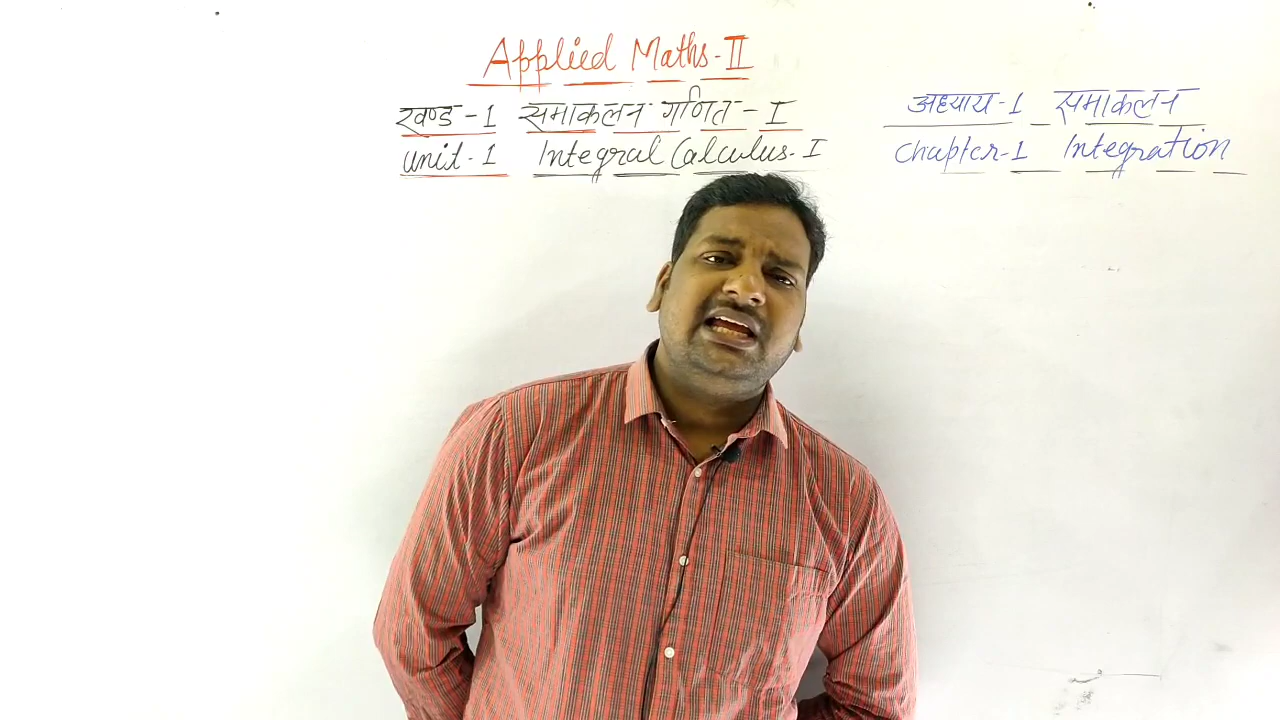 Applied Maths-II
खण्ड-1 समाकलन गणित-I
unit-1 Integral Calculus-I
अध्याय-1 समाकलन
Chapter-1 Integration